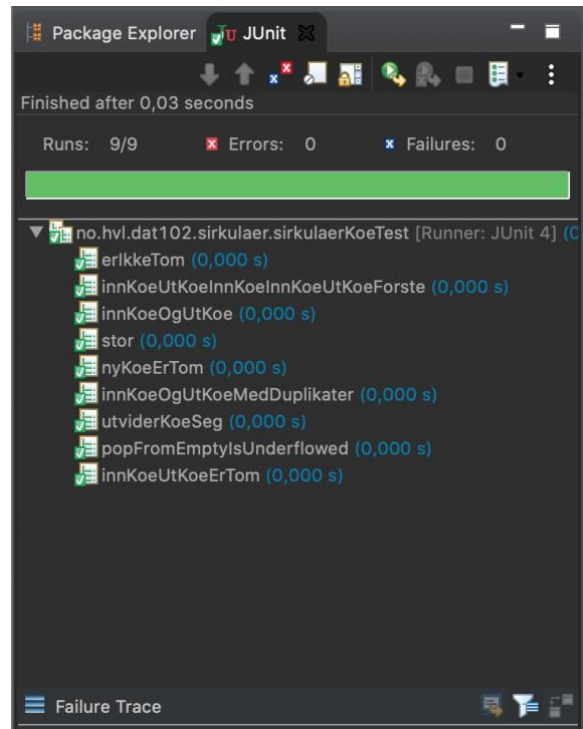 Package Explorer JUnit
Finished after 0,03 seconds
Runs: 9/9 Errors: 0 Failures: 0
no.hvl.dat102.sirkulaer.sirkulaerKoeTest [Runner: JUnit 4] (0
erIkkeTom (0,000 s)
innKoeUtKoeInnKoeInnKoeUtKoeForste (0,000 s)
innKoeOgUtKoe (0,000 s)
stor (0,000 s)
nyKoeErTom (0,000 s)
innKoeOgUtKoeMedDuplikater (0,000 s)
utviderKoeSeg (0,000 s)
popFromEmptyIsUnderflowed (0,000 s)
innKoeUtKoeErTom (0,000 s)
Failure Trace